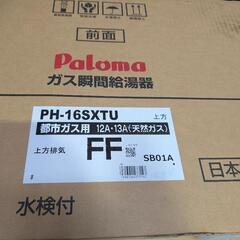 前面
Paloma
ガス瞬間給湯器
PH-16SXTU 上方
都市ガス用 12A・13A(天然ガス)
上方排気 FF SB01A
日本
水検付